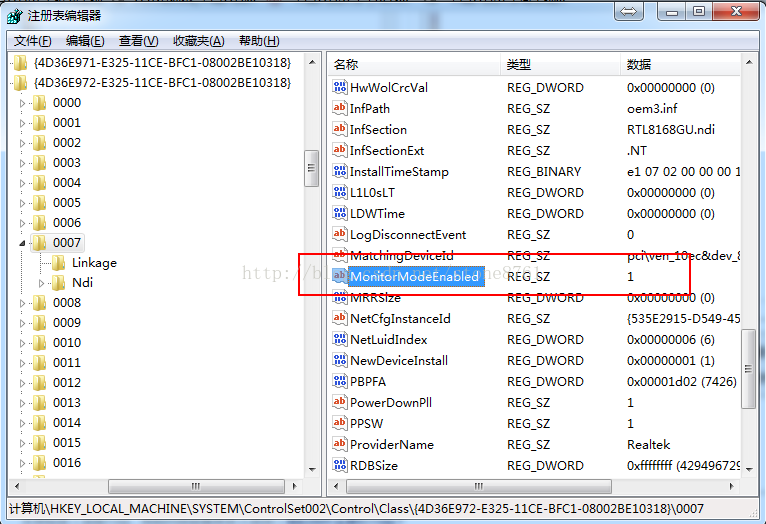 注册表编辑器
文件(F) 编辑(E) 查看(V) 收藏夹(A) 帮助(H)
{4D36E971-E325-11CE-BFC1-08002BE10318}
{4D36E972-E325-11CE-BFC1-08002BE10318}
0000
0001
0002
0003
0004
0005
0006
0007
Linkage
Ndi
0008
0009
0010
0011
0012
0013
0014
0015
0016
名称 类型 数据
HwWolCrcVal REG_DWORD 0x00000000 (0)
InfPath REG_SZ oem3.inf
InfSection REG_SZ RTL8168GU.ndi
InfSectionExt REG_SZ .NT
InstallTimeStamp REG_BINARY e1 07 02 00 00 00 1
L1L0sLT REG_DWORD 0x00000000 (0)
LDWTime REG_DWORD 0x00000000 (0)
LogDisconnectEvent REG_SZ 0
MatchingDeviceId REG_SZ pci\ven_10ec&dev_8
MonitorModeEnabled REG_SZ 1
MRRSIze REG_DWORD 0x00000000 (0)
NetCfgInstanceId REG_SZ {535E2915-D549-45
NetLuidIndex REG_DWORD 0x00000006 (6)
NewDeviceInstall REG_DWORD 0x00000001 (1)
PBPFA REG_DWORD 0x00001d02 (7426)
PowerDownPll REG_SZ 1
PPSW REG_SZ 1
ProviderName REG_SZ Realtek
RDBSize REG_DWORD 0xffffffff (429496729
计算机\HKEY_LOCAL_MACHINE\SYSTEM\ControlSet002\Control\Class\{4D36E972-E325-11CE-BFC1-08002BE10318}\0007